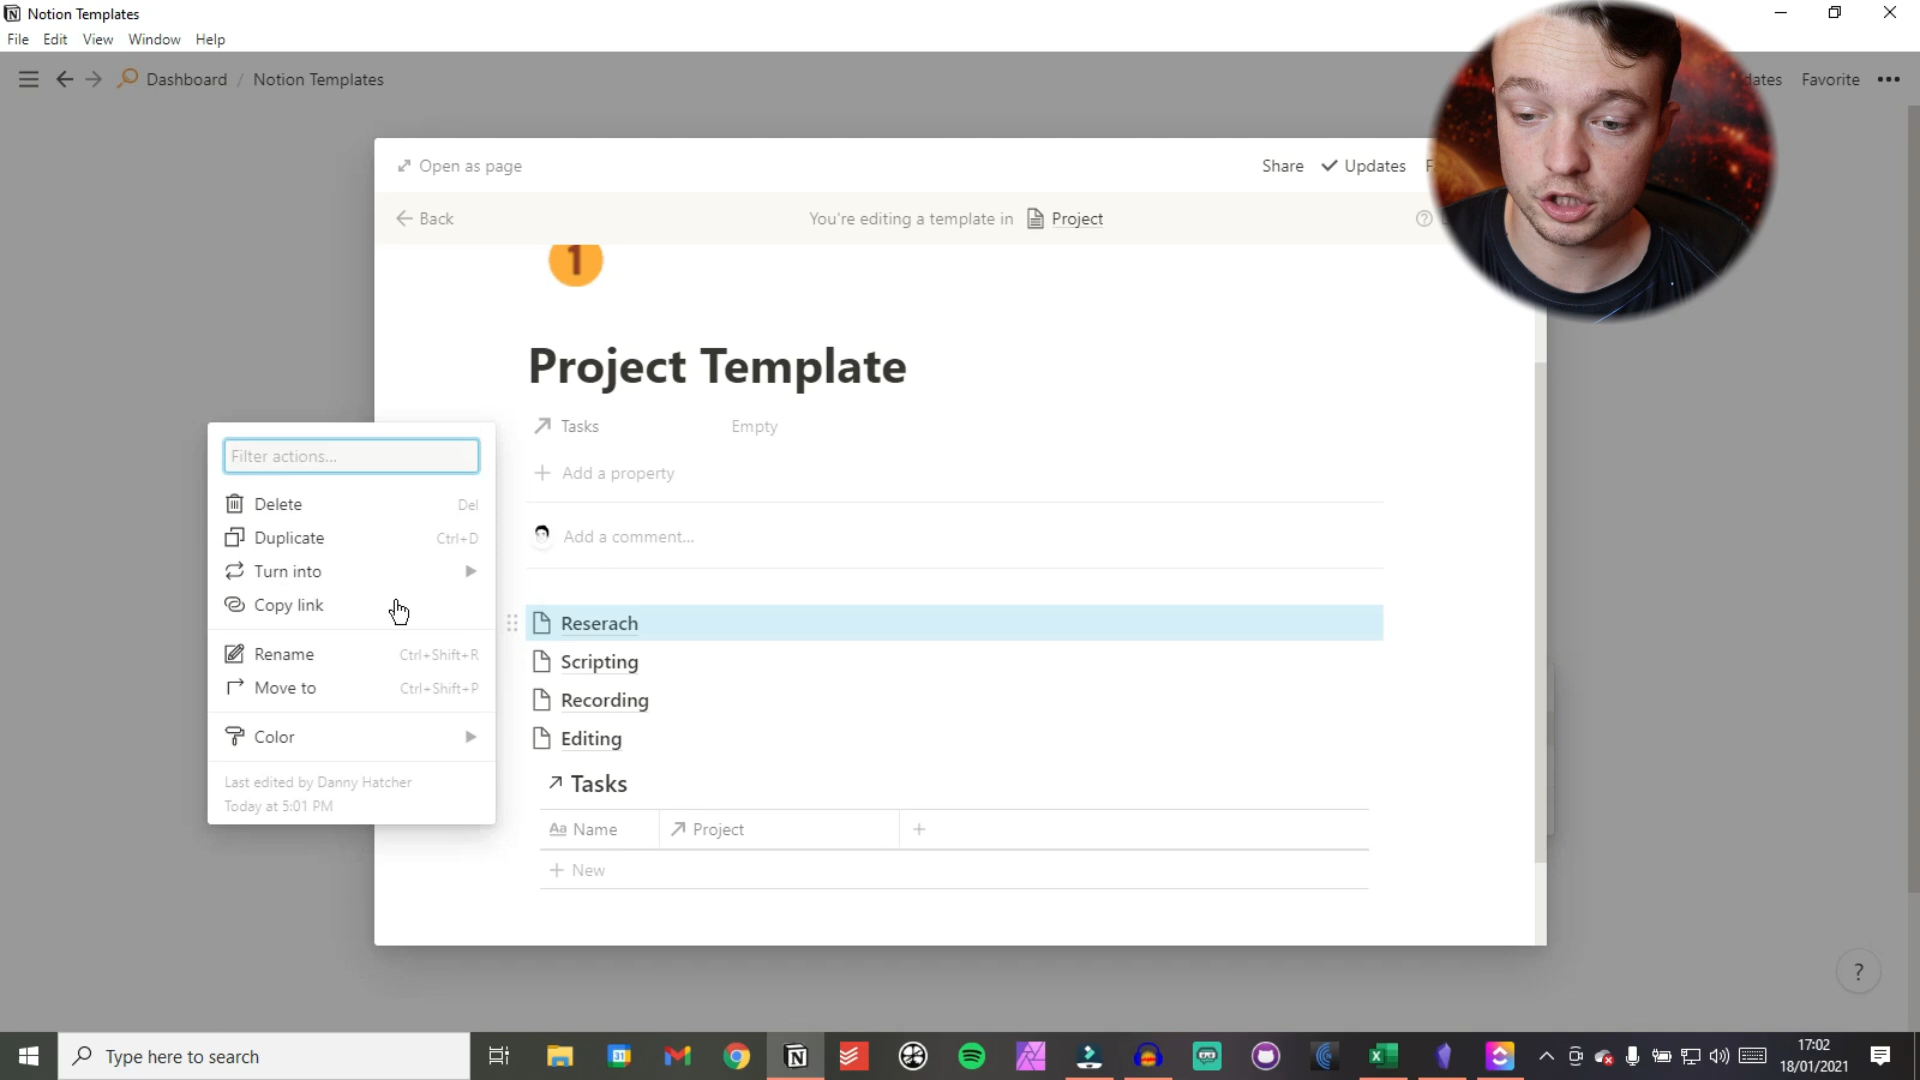 Notion Templates
File Edit View Window Help
Dashboard / Notion Templates
dates Favorite
Open as page
Share Updates
Back
You're editing a template in Project
1
Project Template
Tasks Empty
Add a property
Add a comment...
Filter actions...
Delete Del
Duplicate Ctrl+D
Turn into
Copy link
Rename Ctrl+Shift+R
Move to Ctrl+Shift+P
Color
Last edited by Danny Hatcher
Today at 5:01 PM
Reserach
Scripting
Recording
Editing
Tasks
Aa Name Project +
+ New
?
Type here to search
31
17:02
18/01/2021